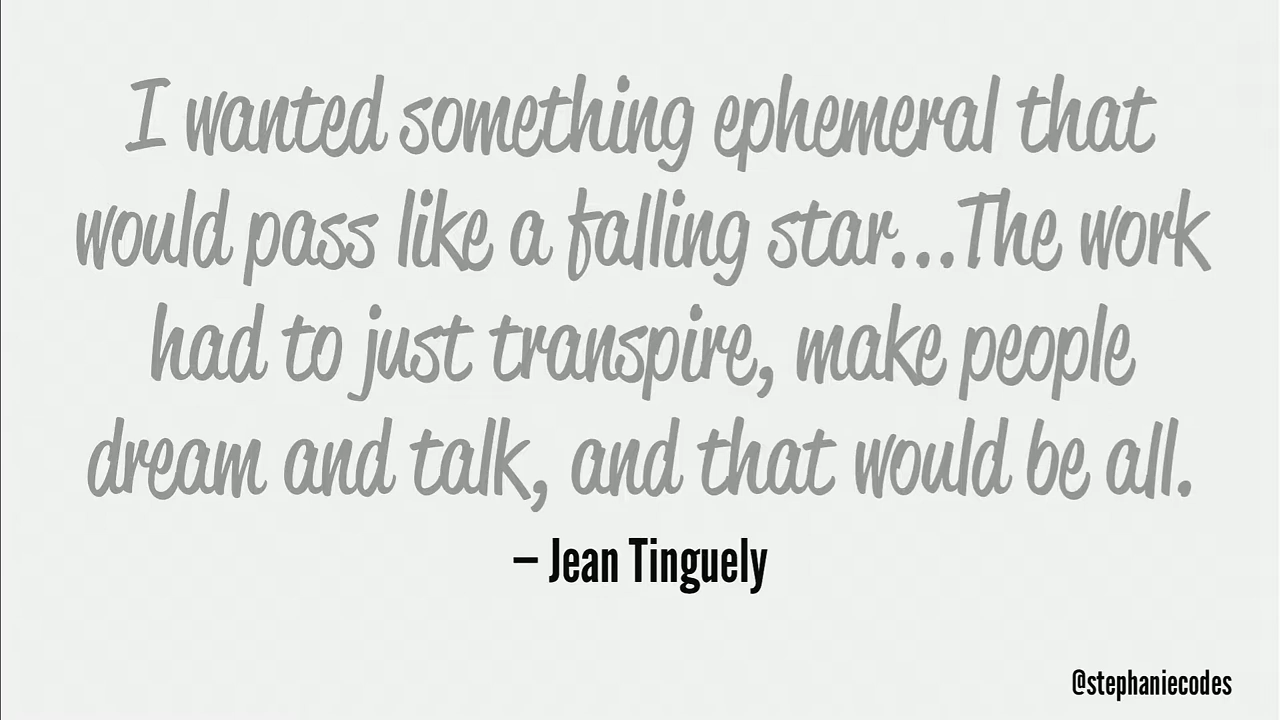 I wanted something ephemeral that
would pass like a falling star...The work
had to just transpire, make people
dream and talk, and that would be all.
– Jean Tinguely
@stephaniecodes